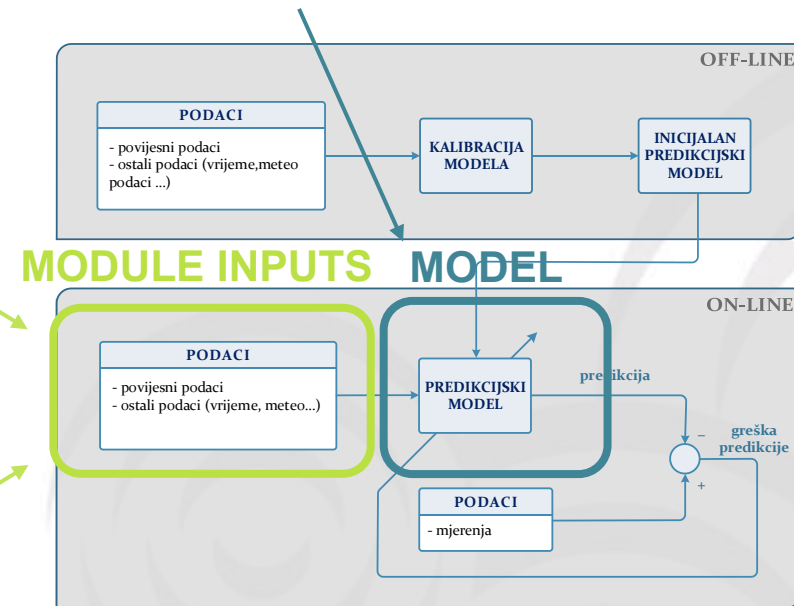 OFF-LINE
PODACI
- povijesni podaci
- ostali podaci (vrijeme,meteo
podaci ...)
KALIBRACIJA
MODELA
INICIJALAN
PREDIKCIJSKI
MODEL
MODULE INPUTS
MODEL
ON-LINE
PODACI
- povijesni podaci
- ostali podaci (vrijeme, meteo...)
PREDIKCIJSKI
MODEL
predikcija
–
greška
predikcije
+
PODACI
- mjerenja